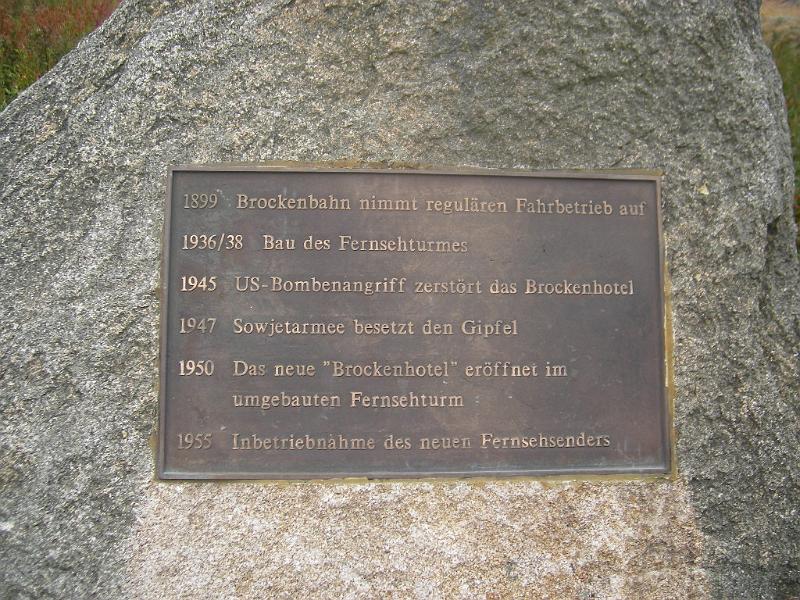 1899 Brockenbahn nimmt regulären Fahrbetrieb auf
1936/38 Bau des Fernsehturmes
1945 US-Bombenangriff zerstört das Brockenhotel
1947 Sowjetarmee besetzt den Gipfel
1950 Das neue "Brockenhotel" eröffnet im
umgebauten Fernsehturm
1955 Inbetriebnahme des neuen Fernsehsenders